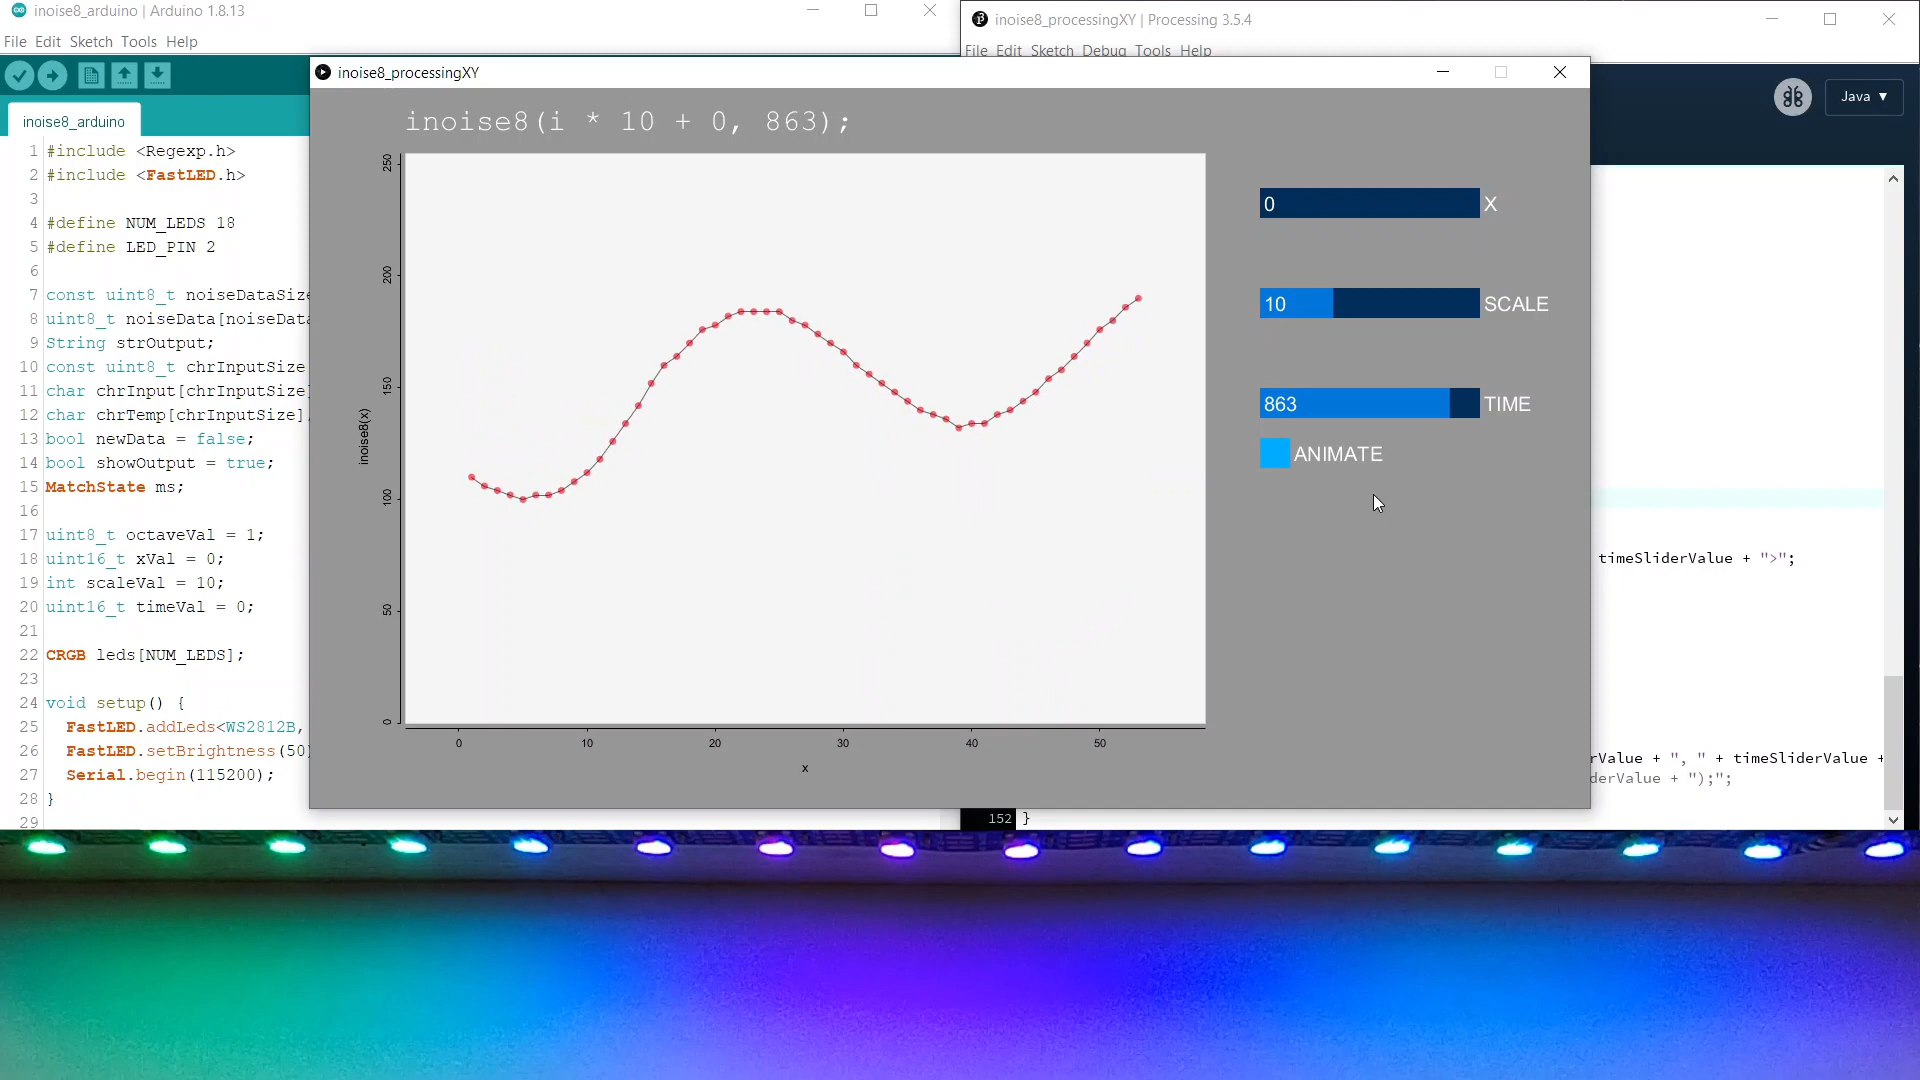 inoise8_arduino | Arduino 1.8.13
File Edit Sketch Tools Help
inoise8_arduino
1 #include <Regexp.h>
2 #include <FastLED.h>
3
4 #define NUM_LEDS 18
5 #define LED_PIN 2
6
7 const uint8_t noiseDataSize
8 uint8_t noiseData[noiseData
9 String strOutput;
10 const uint8_t chrInputSize
11 char chrInput[chrInputSize]
12 char chrTemp[chrInputSize]
13 bool newData = false;
14 bool showOutput = true;
15 MatchState ms;
16
17 uint8_t octaveVal = 1;
18 uint16_t xVal = 0;
19 int scaleVal = 10;
20 uint16_t timeVal = 0;
21
22 CRGB leds[NUM_LEDS];
23
24 void setup() {
25 FastLED.addLeds<WS2812B,
26 FastLED.setBrightness(50)
27 Serial.begin(115200);
28 }
29
inoise8_processingXY | Processing 3.5.4
File Edit Sketch Debug Tools Help
Java ▼
timeSliderValue + ">";
rValue + ", " + timeSliderValue +
derValue + ");";
152 }
inoise8_processingXY
inoise8(i * 10 + 0, 863);
250
200
150
100
50
0
inoise8(x)
0 10 20 30 40 50
x
0 X
10 SCALE
863 TIME
ANIMATE